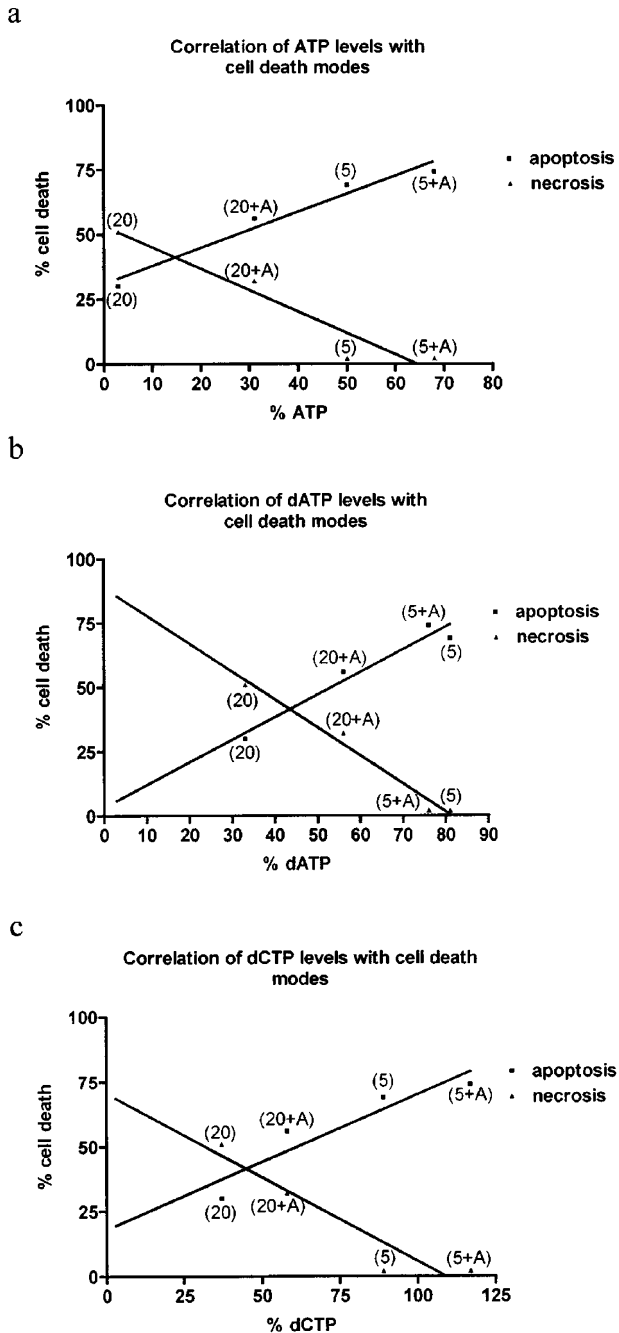 a
Correlation of ATP levels with
cell death modes
100
75
50
25
0
% cell death
(20)
(20)
(20+A)
(20+A)
(5)
(5)
(5+A)
(5+A)
apoptosis
necrosis
0 10 20 30 40 50 60 70 80
% ATP
b
Correlation of dATP levels with
cell death modes
100
75
50
25
0
% cell death
(20)
(20)
(20+A)
(20+A)
(5+A)
(5)
(5+A)
(5)
apoptosis
necrosis
0 10 20 30 40 50 60 70 80 90
% dATP
c
Correlation of dCTP levels with cell death
modes
100
75
50
25
0
% cell death
(20)
(20)
(20+A)
(20+A)
(5)
(5)
(5+A)
(5+A)
apoptosis
necrosis
0 25 50 75 100 125
% dCTP